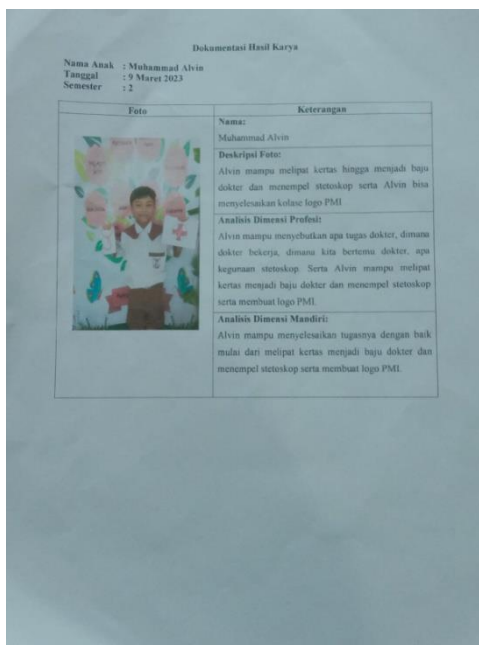 Dokumentasi Hasil Karya
Nama Anak : Muhammad Alvin
Tanggal : 9 Maret 2023
Semester : 2
Foto
Keterangan
Nama:
Muhammad Alvin
Deskripsi Foto:
Alvin mampu melipat kertas hingga menjadi baju
dokter dan menempel stetoskop serta Alvin bisa
menyelesaikan kolase logo PMI
Analisis Dimensi Profesi:
Alvin mampu menyebutkan apa tugas dokter, dimana
dokter bekerja, dimana kita bertemu dokter, apa
kegunaan stetoskop. Serta Alvin mampu melipat
kertas menjadi baju dokter dan menempel stetoskop
serta membuat logo PMI.
Analisis Dimensi Mandiri:
Alvin mampu menyelesaikan tugasnya dengan baik
mulai dari melipat kertas menjadi baju dokter dan
menempel stetoskop serta membuat logo PMI.